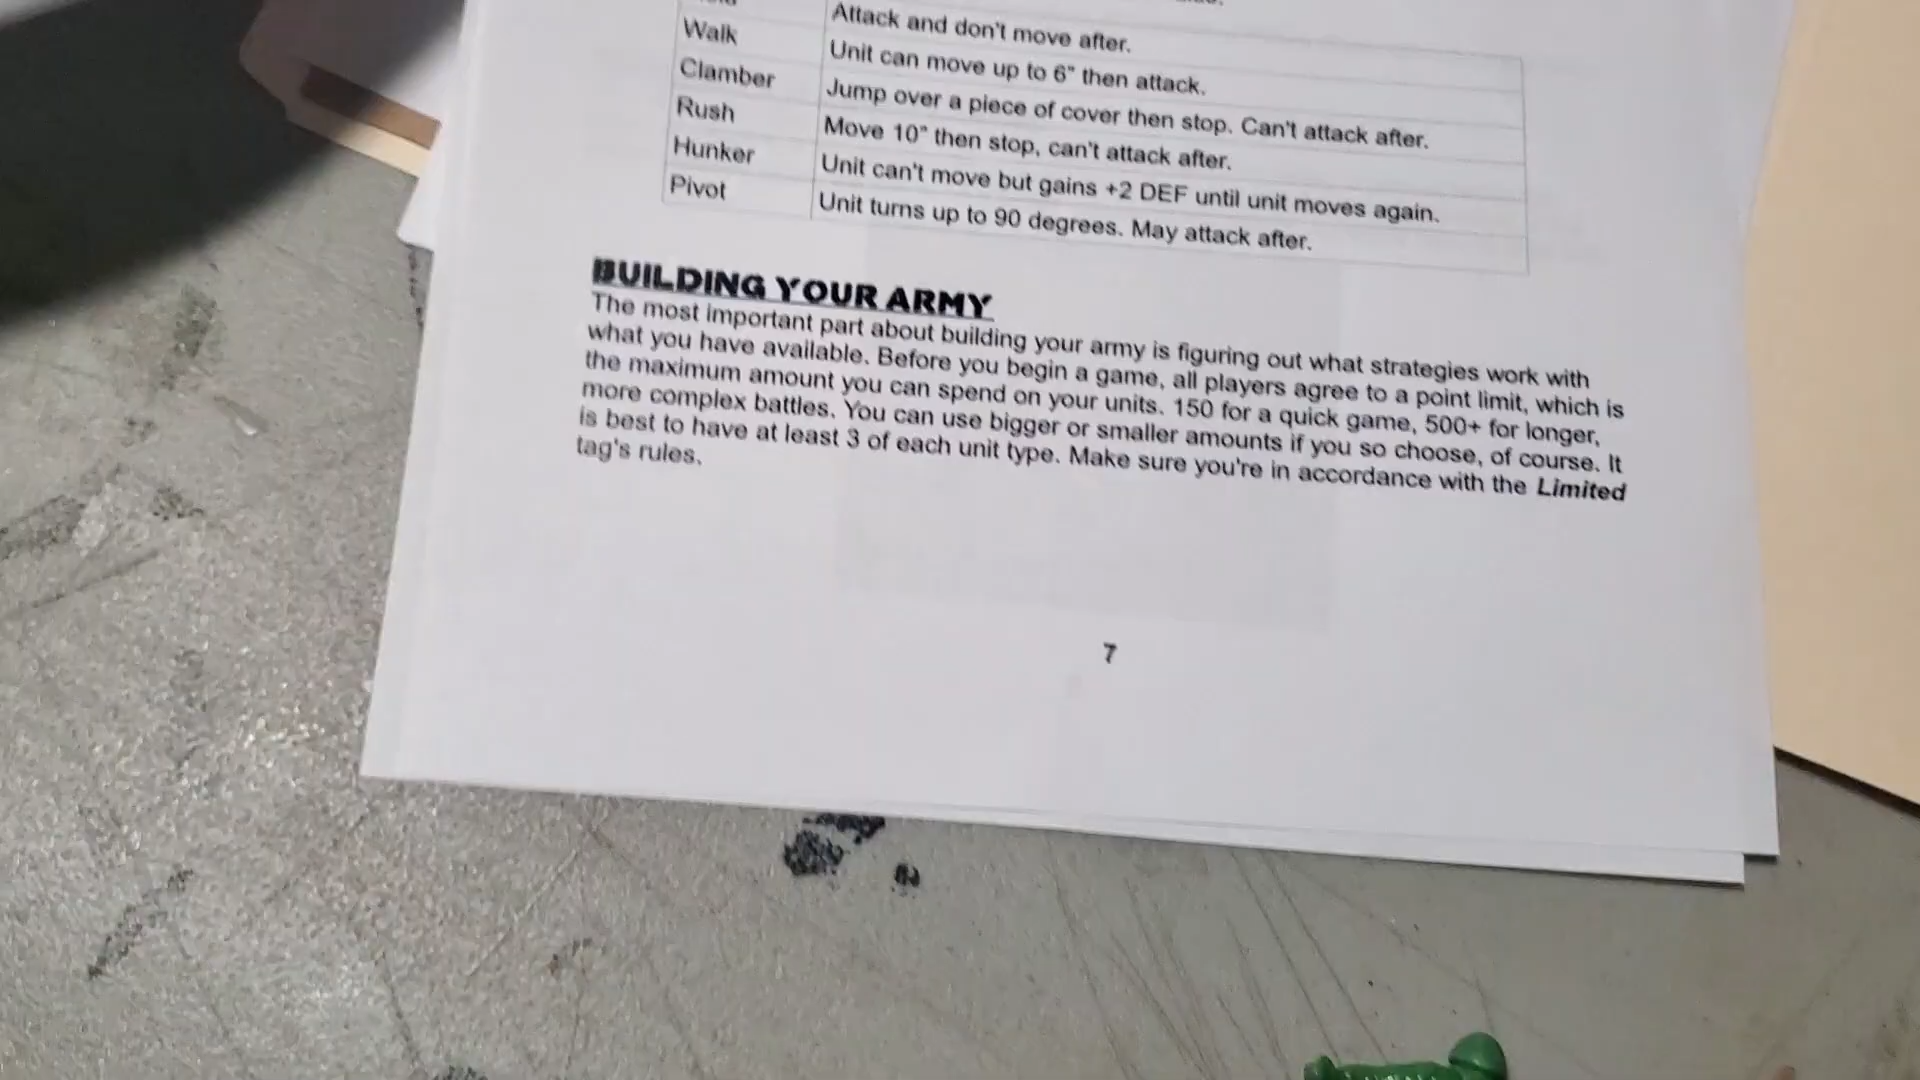 Attack and don't move after.
Walk Unit can move up to 6" then attack.
Clamber Jump over a piece of cover then stop. Can't attack after.
Rush Move 10" then stop, can't attack after.
Hunker Unit can't move but gains +2 DEF until unit moves again.
Pivot Unit turns up to 90 degrees. May attack after.
BUILDING YOUR ARMY
The most important part about building your army is figuring out what strategies work with
what you have available. Before you begin a game, all players agree to a point limit, which is
the maximum amount you can spend on your units. 150 for a quick game, 500+ for longer,
more complex battles. You can use bigger or smaller amounts if you so choose, of course. It
is best to have at least 3 of each unit type. Make sure you're in accordance with the Limited
tag's rules.
7